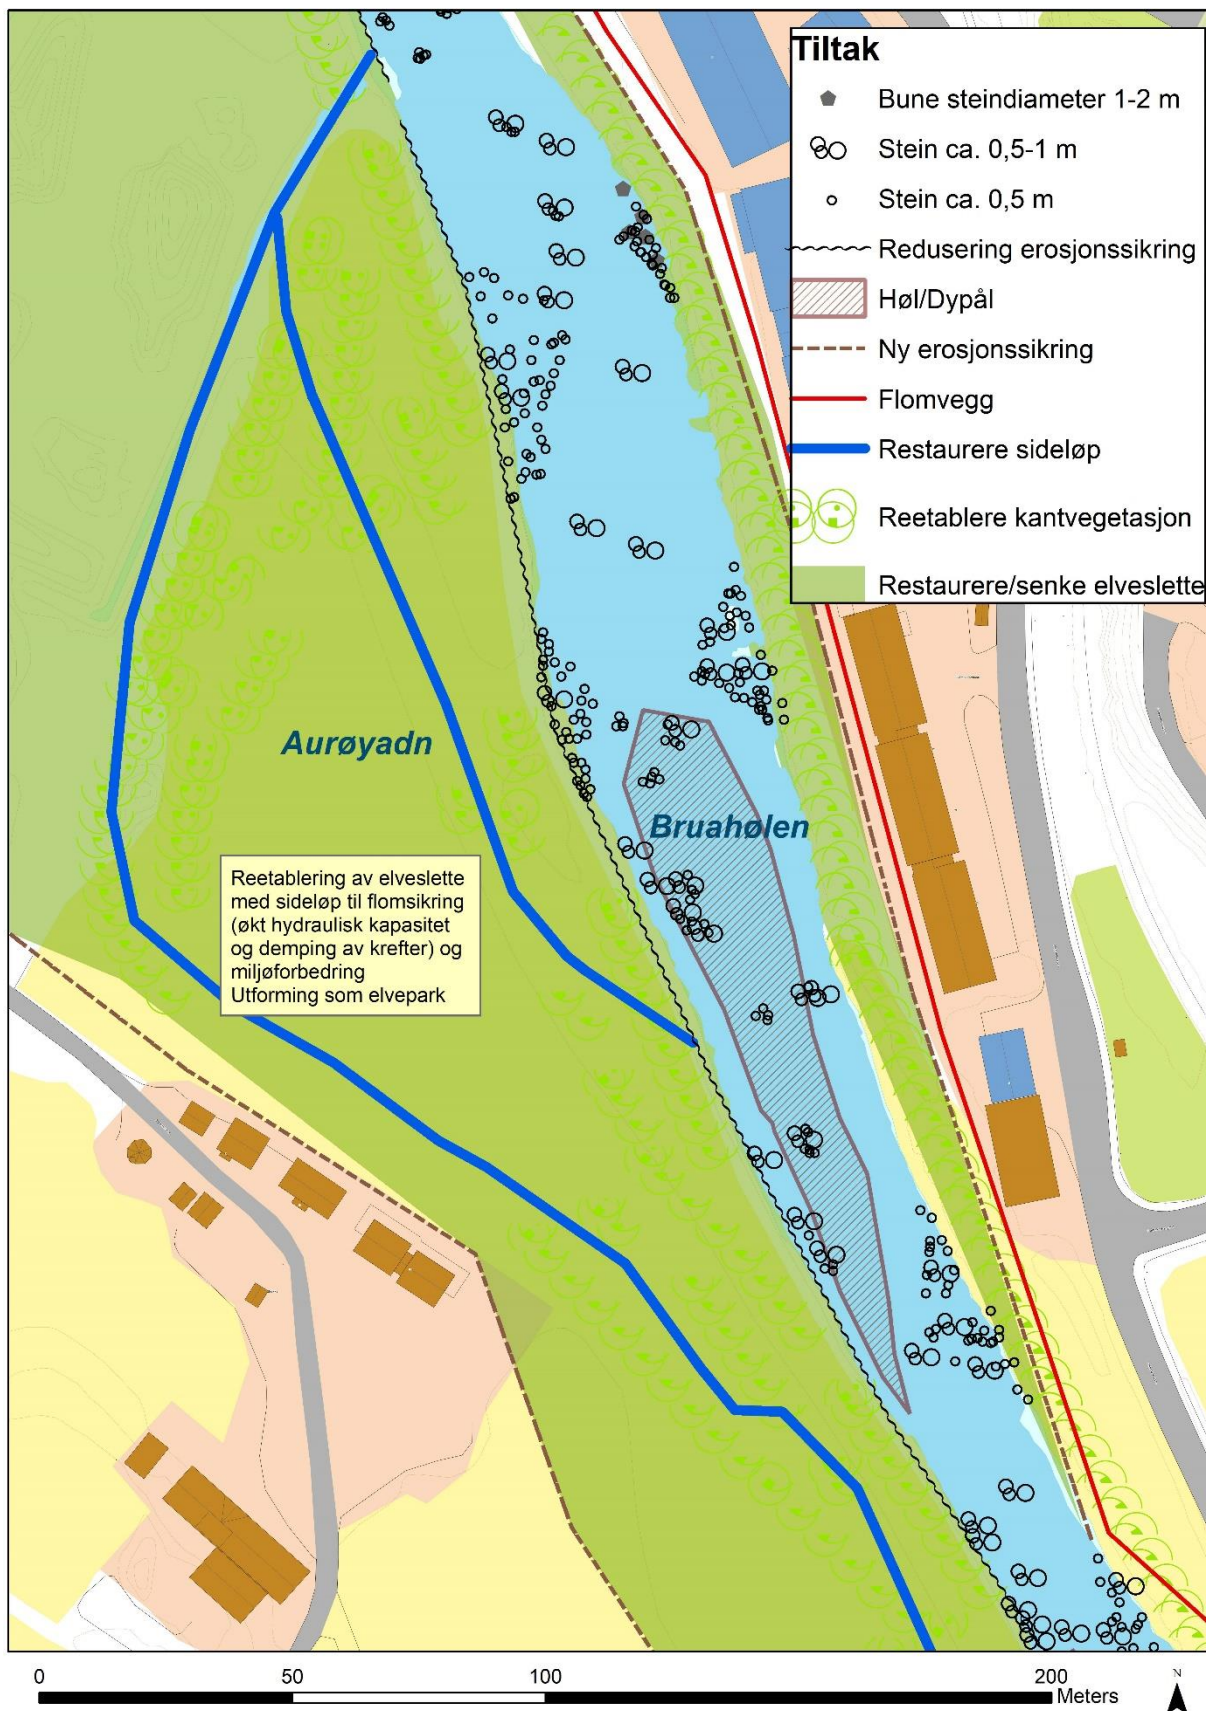 Tiltak
Bune steindiameter 1-2 m
Stein ca. 0,5-1 m
Stein ca. 0,5 m
Redusering erosjonssikring
Høl/Dypål
Ny erosjonssikring
Flomvegg
Restaurere sideløp
Reetablere kantvegetasjon
Restaurere/senke elveslette
Aurøyadn
Bruahølen
Reetablering av elveslette
med sideløp til flomsikring
(økt hydraulisk kapasitet
og demping av krefter) og
miljøforbedring
Utforming som elvepark
0 50 100 200
Meters
N